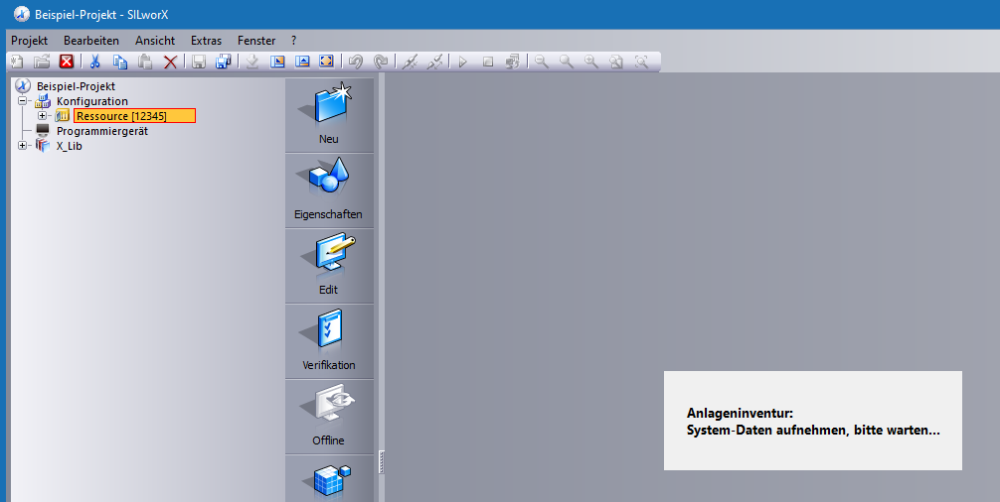 Beispiel-Projekt - SILworX
Projekt Bearbeiten Ansicht Extras Fenster ?
Beispiel-Projekt
Konfiguration
Ressource [12345]
Programmiergerät
X_Lib
Neu
Eigenschaften
Edit
Verifikation
Offline
Anlageninventur:
System-Daten aufnehmen, bitte warten...